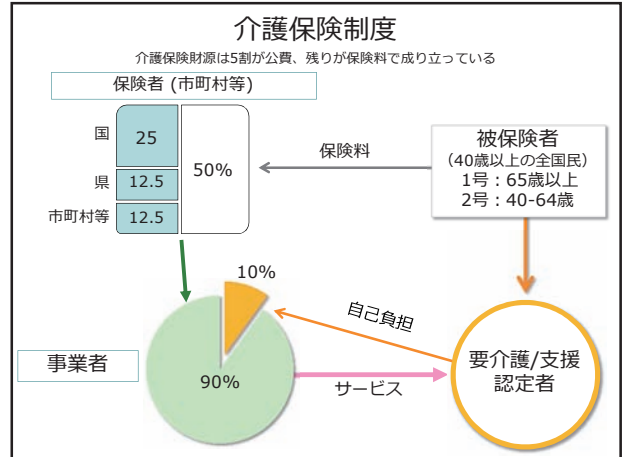 介護保険制度
介護保険財源は5割が公費、残りが保険料で成り立っている
保険者 (市町村等)
国
25
県
12.5
市町村等
12.5
50%
保険料
被保険者
(40歳以上の全国民)
1号：65歳以上
2号：40-64歳
10%
自己負担
事業者
90%
サービス
要介護/支援
認定者